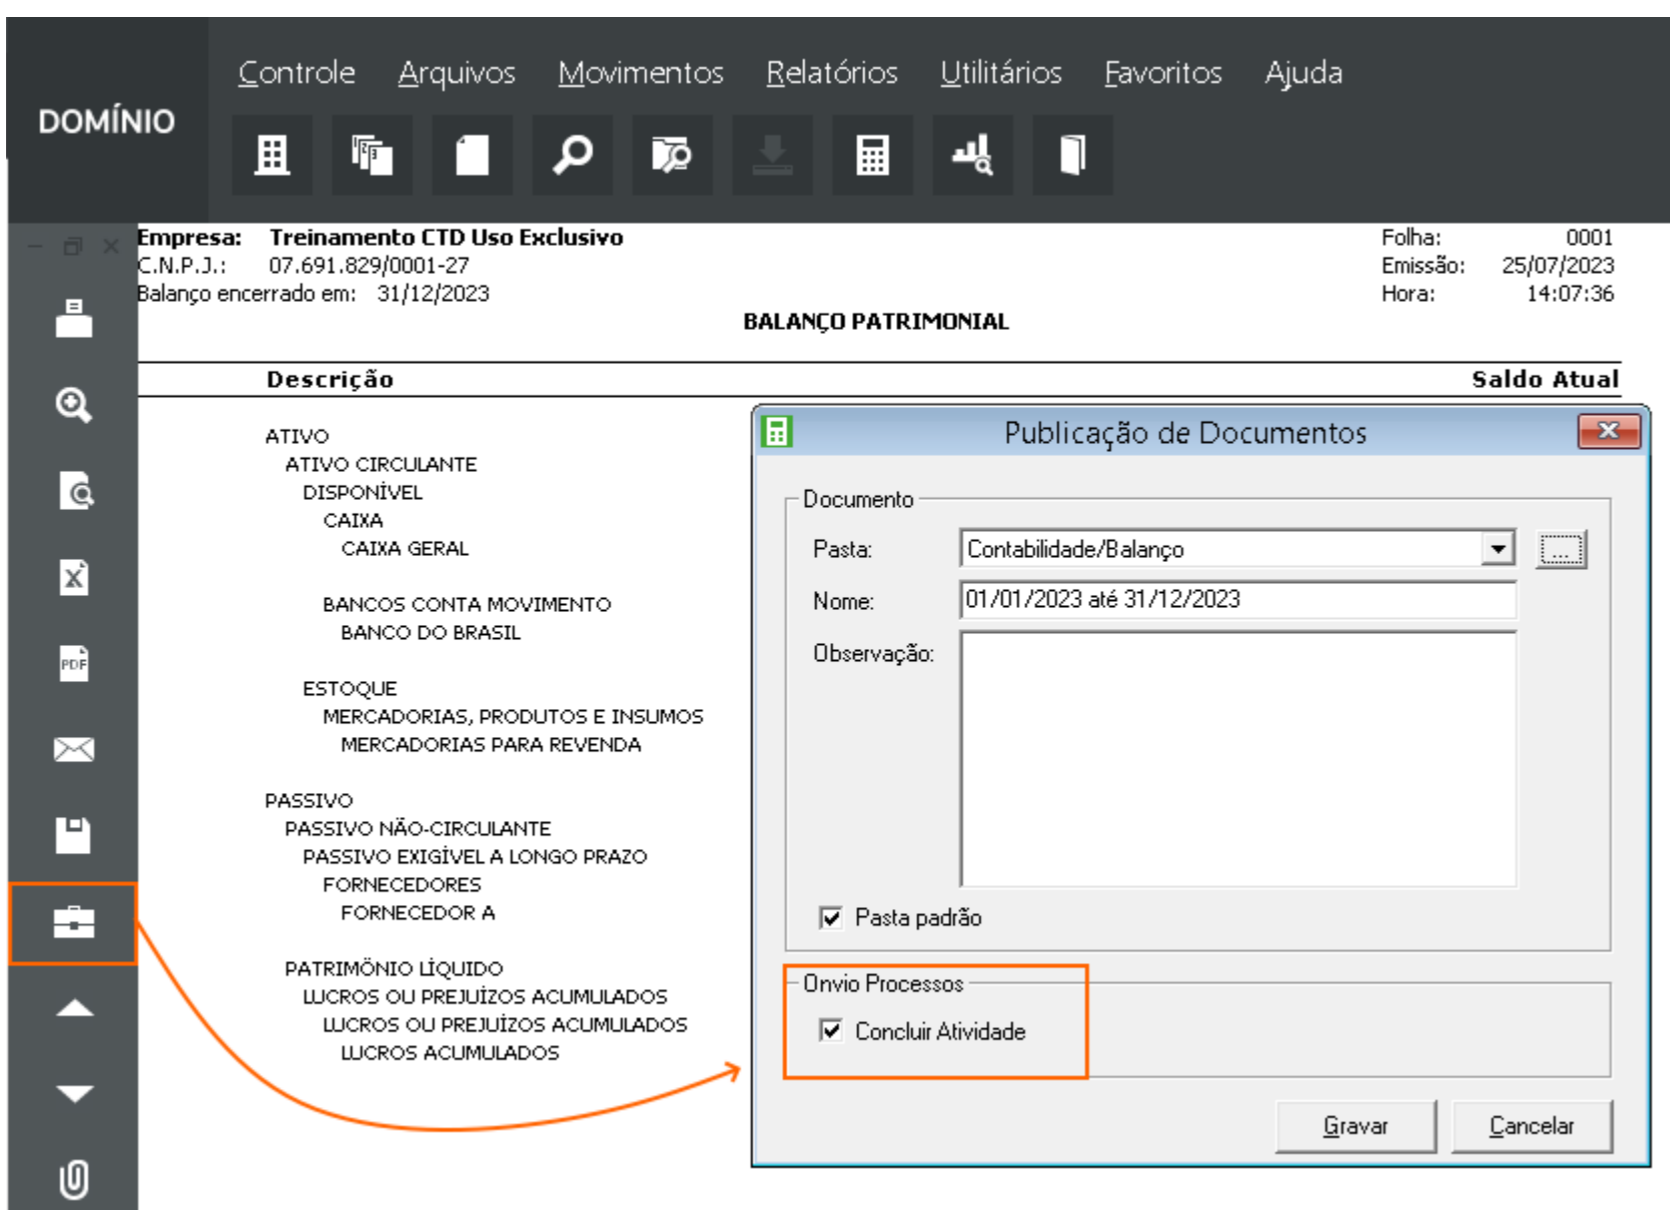 Controle Arquivos Movimentos Relatórios Utilitários Favoritos Ajuda
DOMÍNIO
Empresa: Treinamento CTD Uso Exclusivo Folha: 0001
C.N.P.J.: 07.691.829/0001-27 Emissão: 25/07/2023
Balanço encerrado em: 31/12/2023 Hora: 14:07:36
BALANÇO PATRIMONIAL
Descrição Saldo Atual
ATIVO
ATIVO CIRCULANTE
DISPONÍVEL
CAIXA
CAIXA GERAL
BANCOS CONTA MOVIMENTO
BANCO DO BRASIL
ESTOQUE
MERCADORIAS, PRODUTOS E INSUMOS
MERCADORIAS PARA REVENDA
PASSIVO
PASSIVO NÃO-CIRCULANTE
PASSIVO EXIGÍVEL A LONGO PRAZO
FORNECEDORES
FORNECEDOR A
PATRIMÔNIO LÍQUIDO
LUCROS OU PREJUÍZOS ACUMULADOS
LUCROS OU PREJUÍZOS ACUMULADOS
LUCROS ACUMULADOS
PDF
Publicação de Documentos
Documento
Pasta: Contabilidade/Balanço ...
Nome: 01/01/2023 até 31/12/2023
Observação:
Pasta padrão
Onvio Processos
Concluir Atividade
Gravar Cancelar